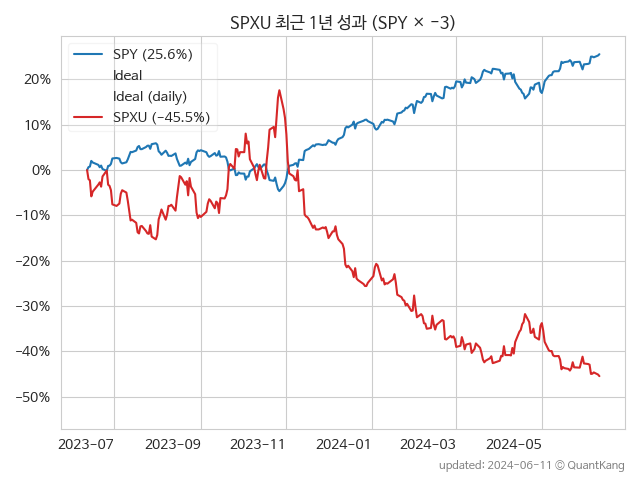 SPXU 최근 1년 성과 (SPY × −3)
SPY (25.6%)
Ideal
Ideal (daily)
SPXU (−45.5%)
20%
10%
0%
−10%
−20%
−30%
−40%
−50%
2023−07
2023−09
2023−11
2024−01
2024−03
2024−05
updated: 2024-06-11 © QuantKang